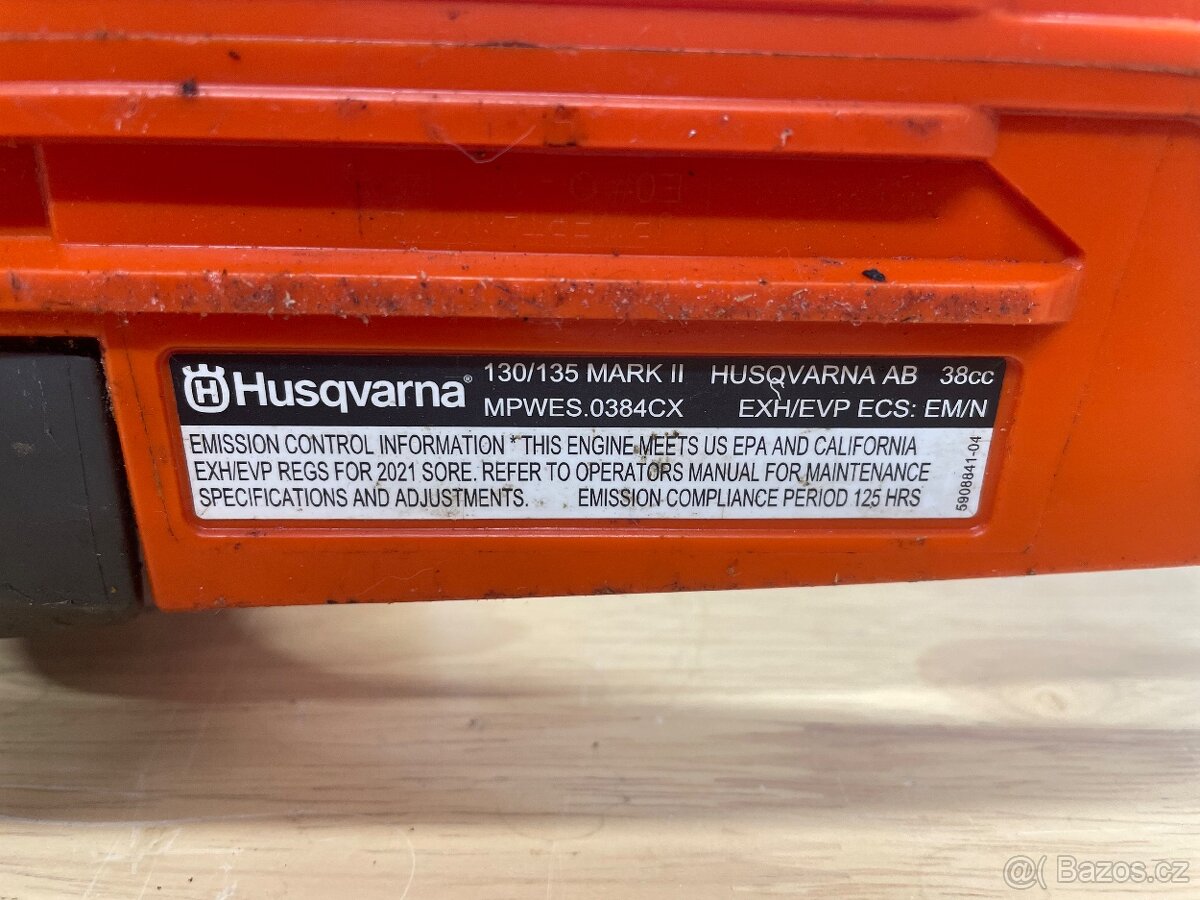 Husqvarna®
130/135 MARK II HUSQVARNA AB 38cc
MPWES.0384CX EXH/EVP ECS: EM/N
EMISSION CONTROL INFORMATION * THIS ENGINE MEETS US EPA AND CALIFORNIA
EXH/EVP REGS FOR 2021 SORE. REFER TO OPERATORS MANUAL FOR MAINTENANCE
SPECIFICATIONS AND ADJUSTMENTS. EMISSION COMPLIANCE PERIOD 125 HRS
5908841-04
Bazos.cz